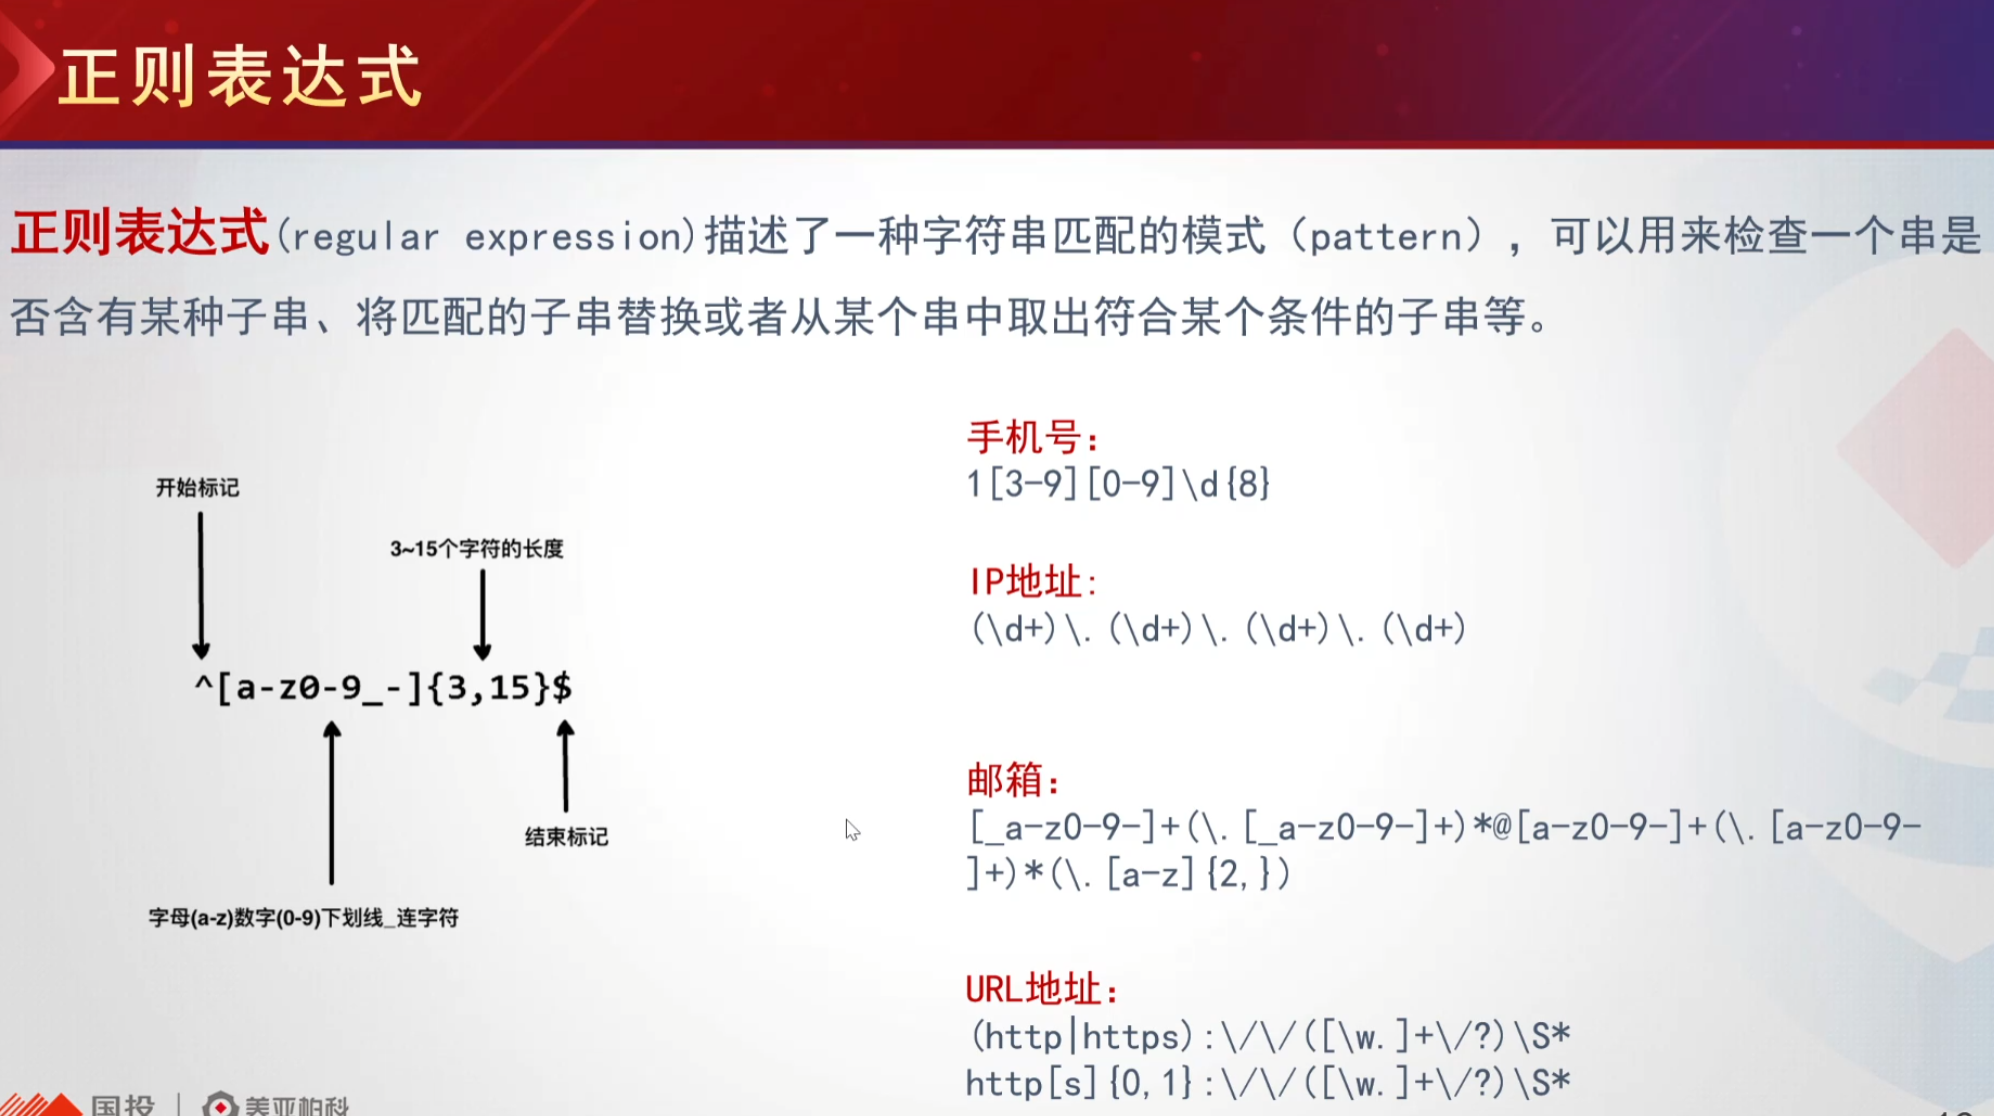 正则表达式
正则表达式(regular expression)描述了一种字符串匹配的模式（pattern），可以用来检查一个串是
否含有某种子串、将匹配的子串替换或者从某个串中取出符合某个条件的子串等。
开始标记
3~15个字符的长度
^[a-z0-9_-]{3,15}$
结束标记
字母(a-z)数字(0-9)下划线_连字符
手机号：
1[3-9][0-9]\d{8}
IP地址:
(\d+)\.(\d+)\.(\d+)\.(\d+)
邮箱：
[_a-z0-9-]+(\.[_a-z0-9-]+)*@[a-z0-9-]+(\.[a-z0-9-
]+)*(\.[a-z]{2,})
URL地址：
(http|https):\/\/([\w.]+\/?)\S*
http[s]{0,1}:\/\/([\w.]+\/?)\S*
国投 | 美亚柏科